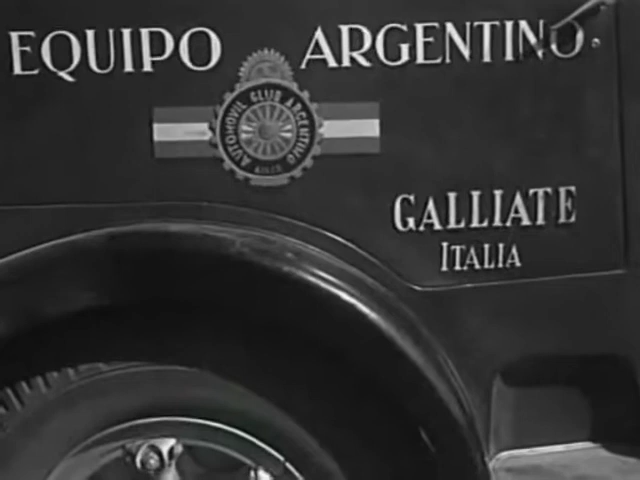 EQUIPO ARGENTINO.
AUTOMOVIL CLUB ARGENTINO
GALLIATE
ITALIA